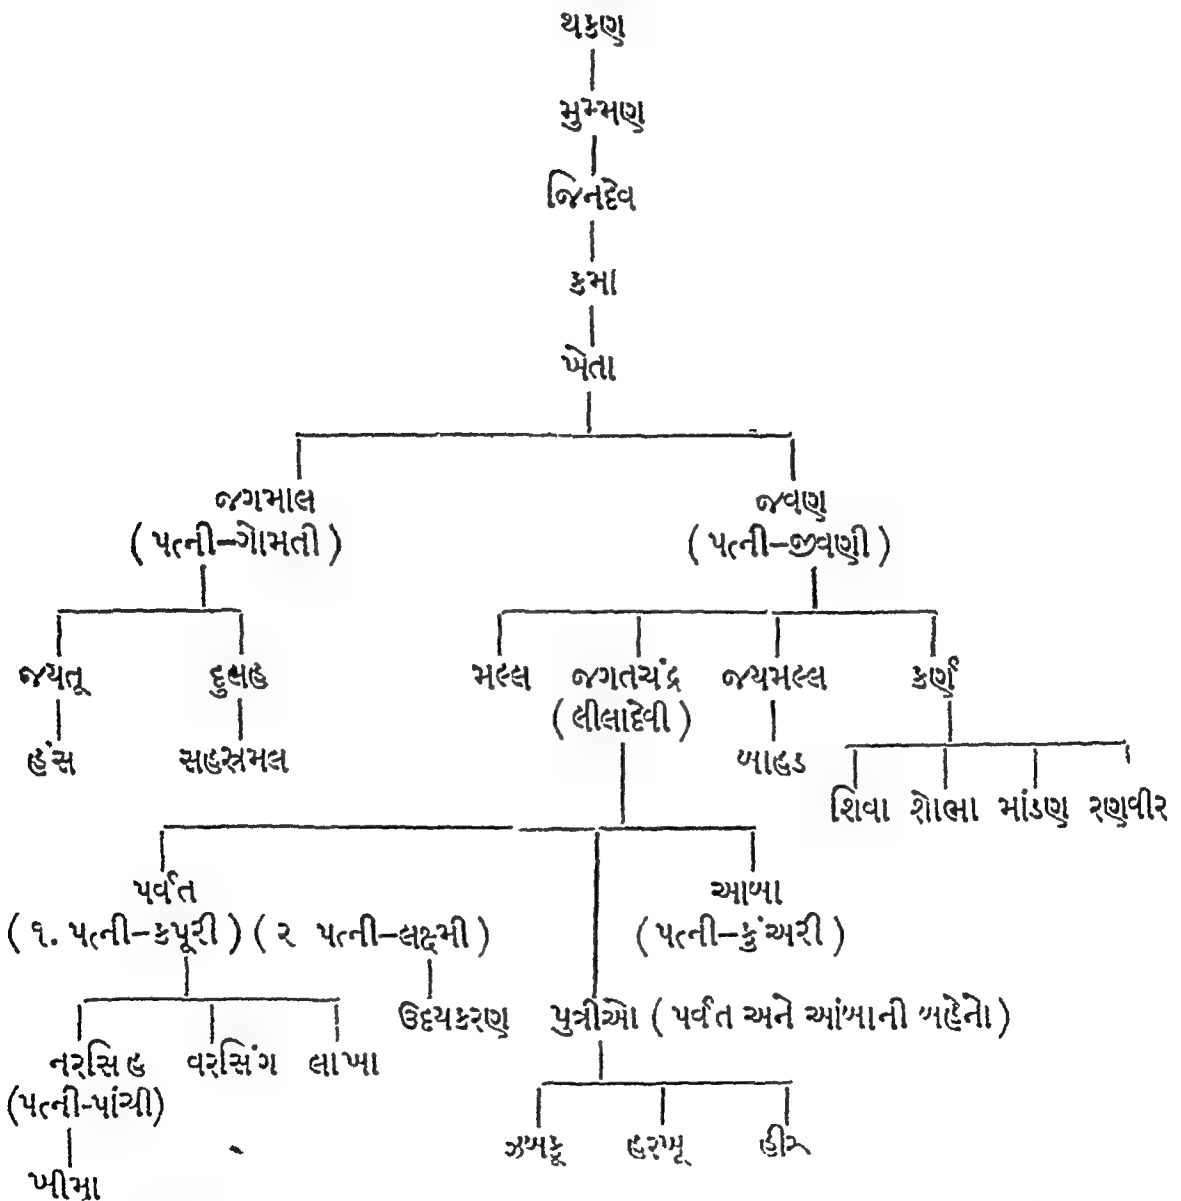 થકણ
મુમ્મણ
જિનદેવ
કમા
ખેતા
જગમાલ જવણ
(પત્ની-ગોમતી) (પત્ની-જીવણી)
જયતૂ દુલહ મલ્લ જગતચંદ્ર જયમલ્લ કર્ણ
(લીલાદેવી)
હંસ સહસ્રમલ બાહડ
શિવા શોભા માંડણ રણવીર
પર્વત આબા
(૧. પત્ની-કપૂરી) (૨ પત્ની-લક્ષ્મી) (પત્ની-કુંઅરી)
ઉદયકરણ પુત્રીઓ (પર્વત અને આંબાની બહેનો)
નરસિહ વરસિંગ લાખા
(પત્ની-પાંચી)
ઝબકૂ હરખૂ હીરૂ
ખીમા